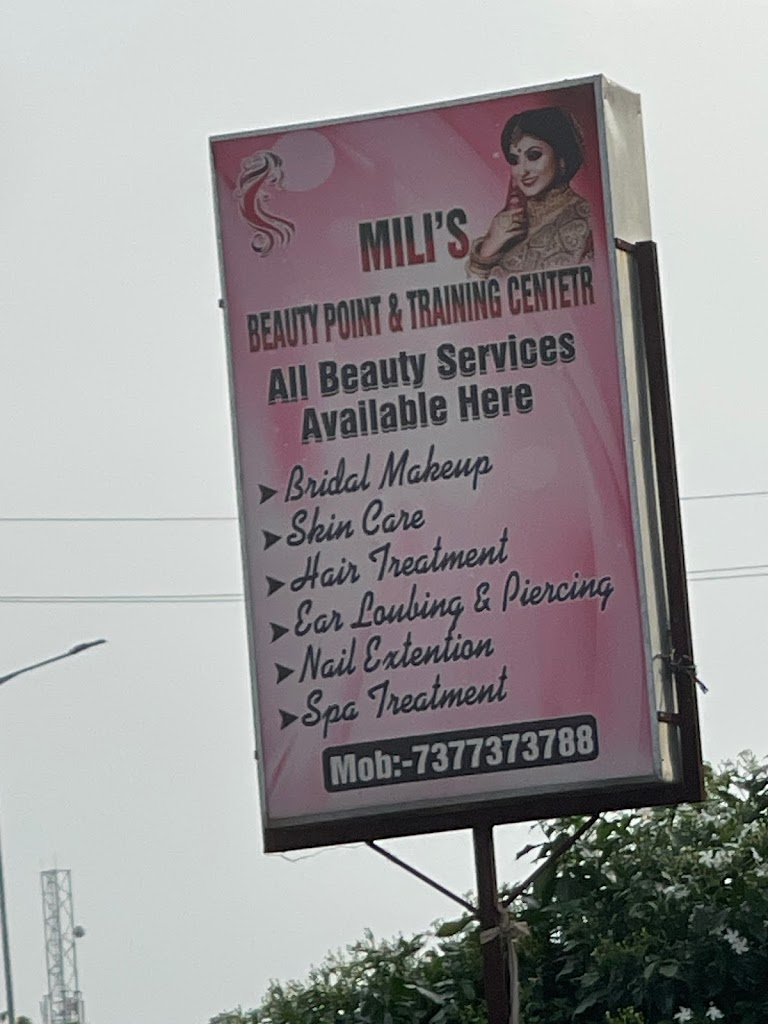 MILI'S
BEAUTY POINT & TRAINING CENTETR
All Beauty Services
Available Here
➤ Bridal Makeup
➤ Skin Care
➤ Hair Treatment
➤ Ear Loubing & Piercing
➤ Nail Extention
➤ Spa Treatment
Mob:-7377373788